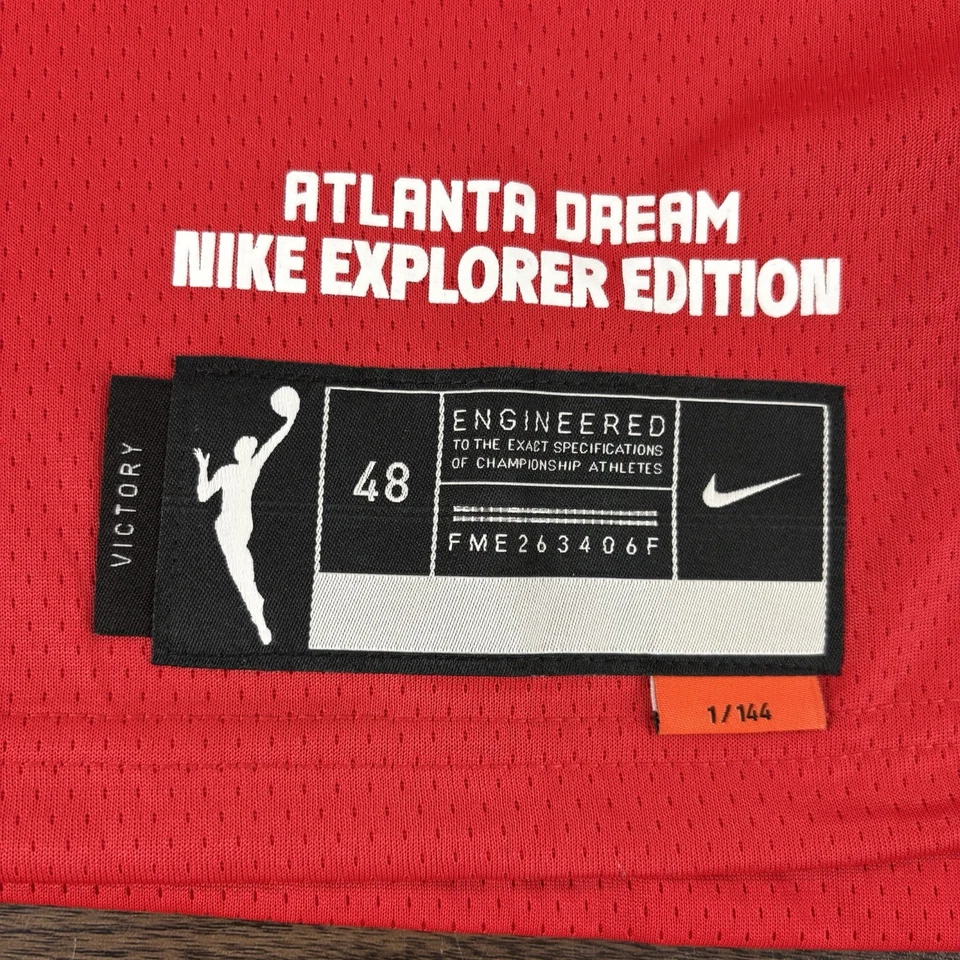 ATLANTA DREAM
NIKE EXPLORER EDITION
VICTORY
48
ENGINEERED
TO THE EXACT SPECIFICATIONS
OF CHAMPIONSHIP ATHLETES
FME263406F
1/144